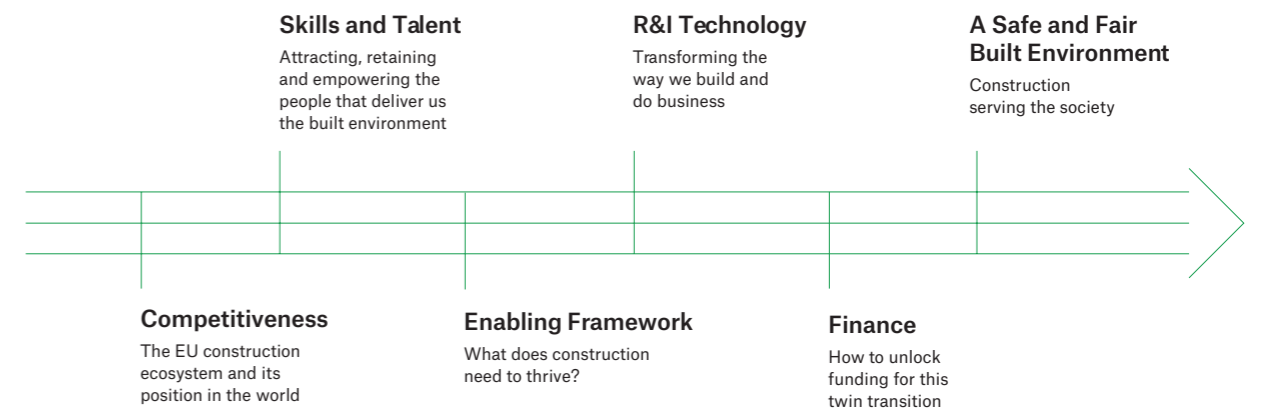 Skills and Talent
Attracting, retaining
and empowering the
people that deliver us
the built environment
R&I Technology
Transforming the
way we build and
do business
A Safe and Fair
Built Environment
Construction
serving the society
Competitiveness
The EU construction
ecosystem and its
position in the world
Enabling Framework
What does construction
need to thrive?
Finance
How to unlock
funding for this
twin transition